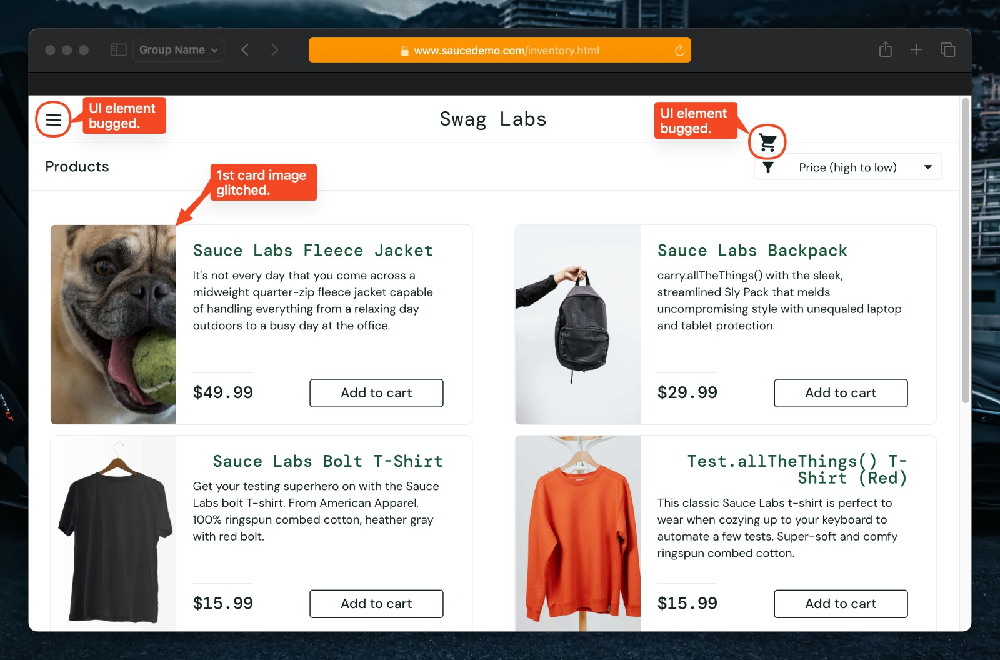 Group Name
www.saucedemo.com/inventory.html
UI element
bugged.
Swag Labs
UI element
bugged.
Products
Price (high to low)
1st card image
glitched.
Sauce Labs Fleece Jacket
It's not every day that you come across a
midweight quarter-zip fleece jacket capable
of handling everything from a relaxing day
outdoors to a busy day at the office.
$49.99
Add to cart
Sauce Labs Backpack
carry.allTheThings() with the sleek,
streamlined Sly Pack that melds
uncompromising style with unequaled laptop
and tablet protection.
$29.99
Add to cart
Sauce Labs Bolt T-Shirt
Get your testing superhero on with the Sauce
Labs bolt T-shirt. From American Apparel,
100% ringspun combed cotton, heather gray
with red bolt.
$15.99
Add to cart
Test.allTheThings() T-
Shirt (Red)
This classic Sauce Labs t-shirt is perfect to
wear when cozying up to your keyboard to
automate a few tests. Super-soft and comfy
ringspun combed cotton.
$15.99
Add to cart